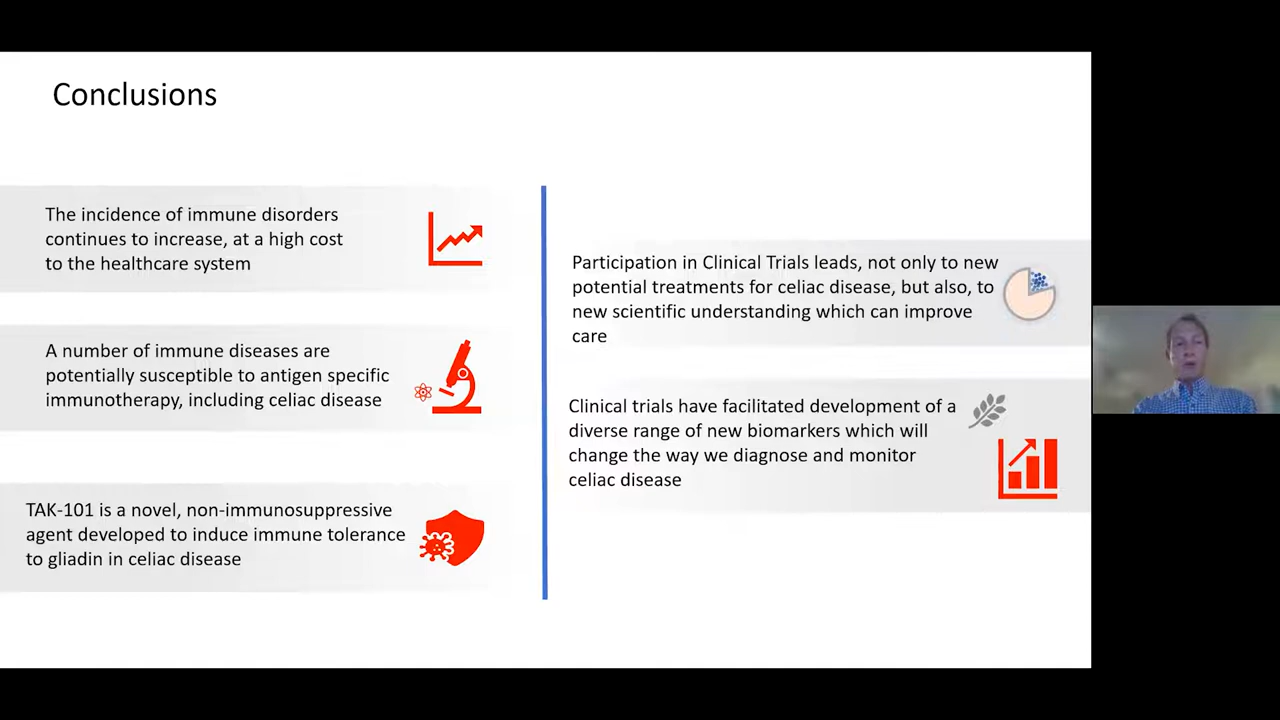 Conclusions
The incidence of immune disorders
continues to increase, at a high cost
to the healthcare system
A number of immune diseases are
potentially susceptible to antigen specific
immunotherapy, including celiac disease
TAK-101 is a novel, non-immunosuppressive
agent developed to induce immune tolerance
to gliadin in celiac disease
Participation in Clinical Trials leads, not only to new
potential treatments for celiac disease, but also, to
new scientific understanding which can improve
care
Clinical trials have facilitated development of a
diverse range of new biomarkers which will
change the way we diagnose and monitor
celiac disease